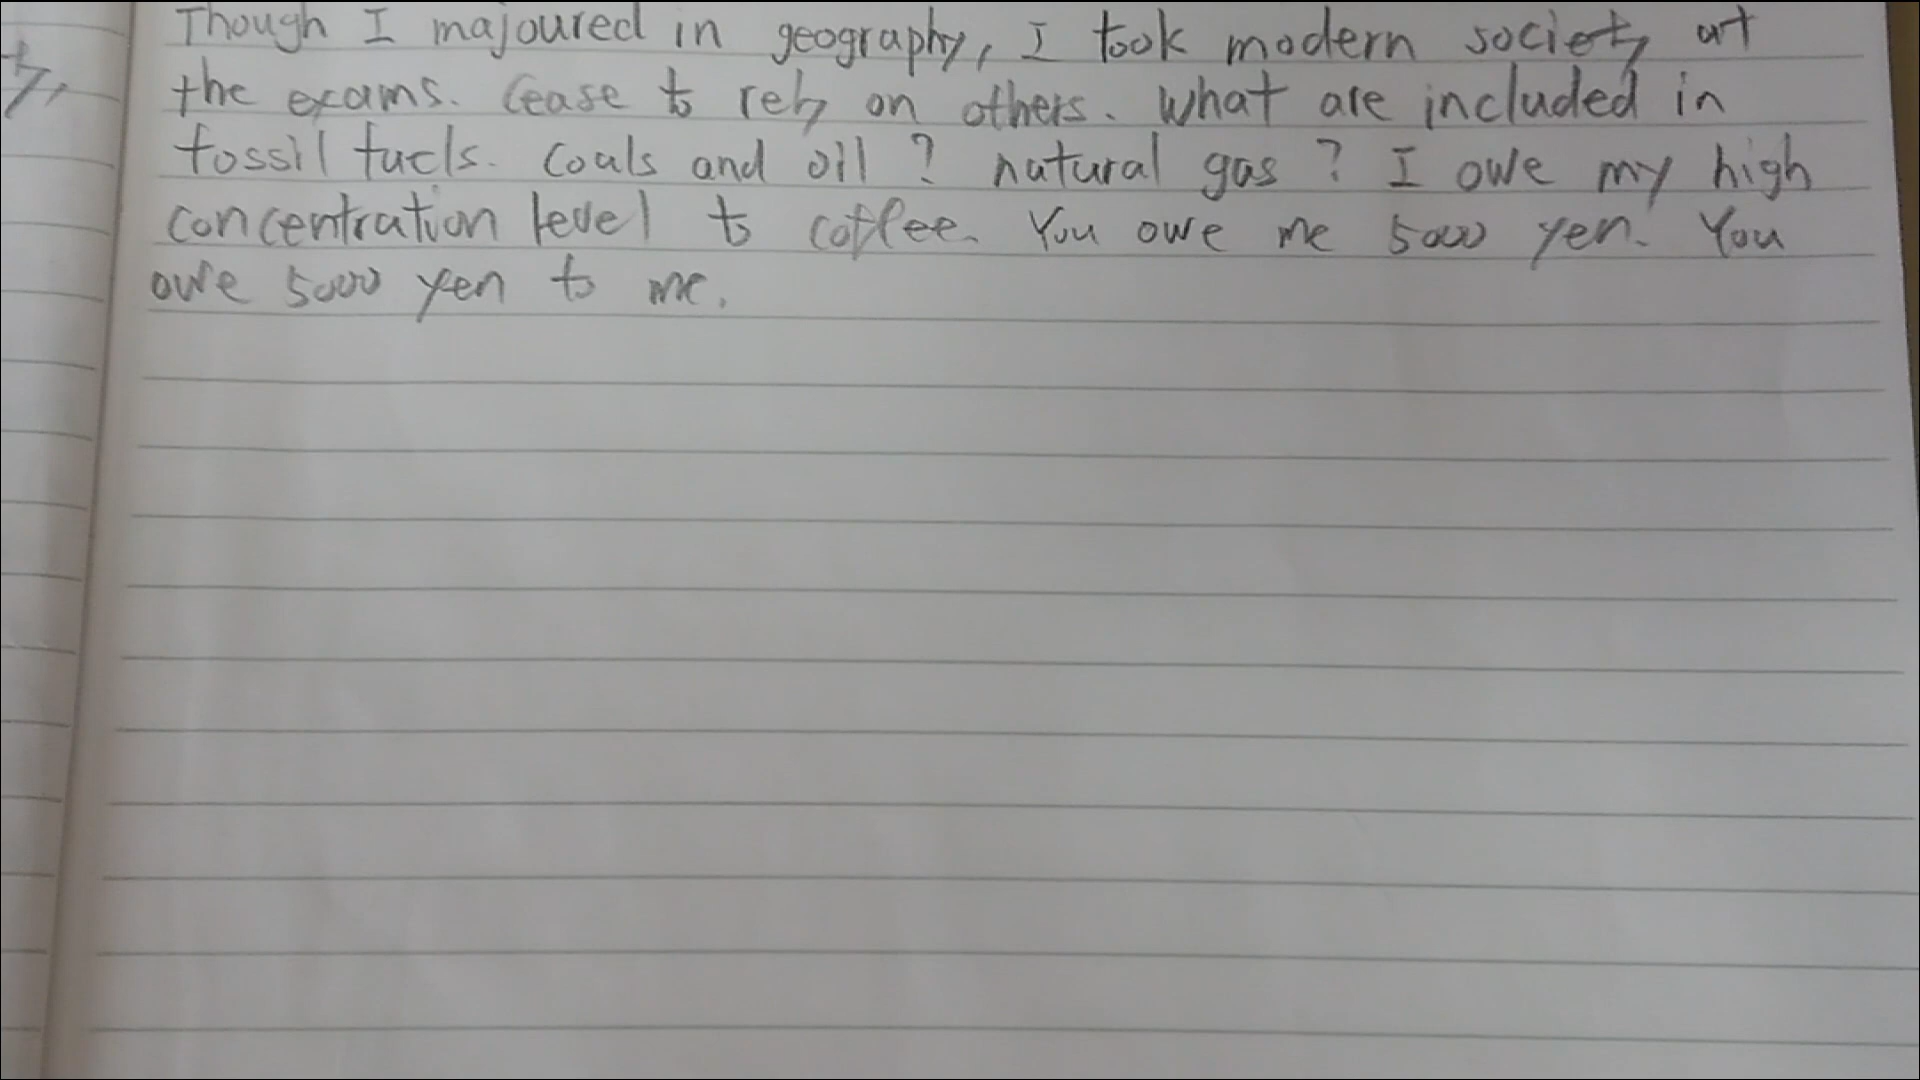 Though I majoured in geography, I took modern society at
the exams. Cease to rely on others. What are included in
fossil fuels. Coals and oil ? natural gas ? I owe my high
concentration level to coffee. You owe me 5000 yen. You
owe 5000 yen to me.